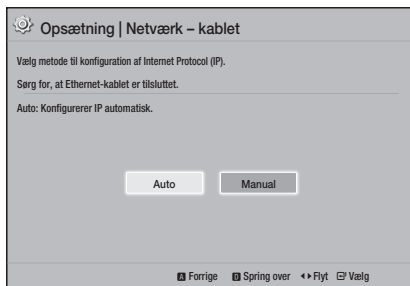 Opsætning | Netværk – kablet
Vælg metode til konfiguration af Internet Protocol (IP).
Sørg for, at Ethernet-kablet er tilsluttet.
Auto: Konfigurerer IP automatisk.
Auto Manual
A Forrige D Spring over Flyt Vælg